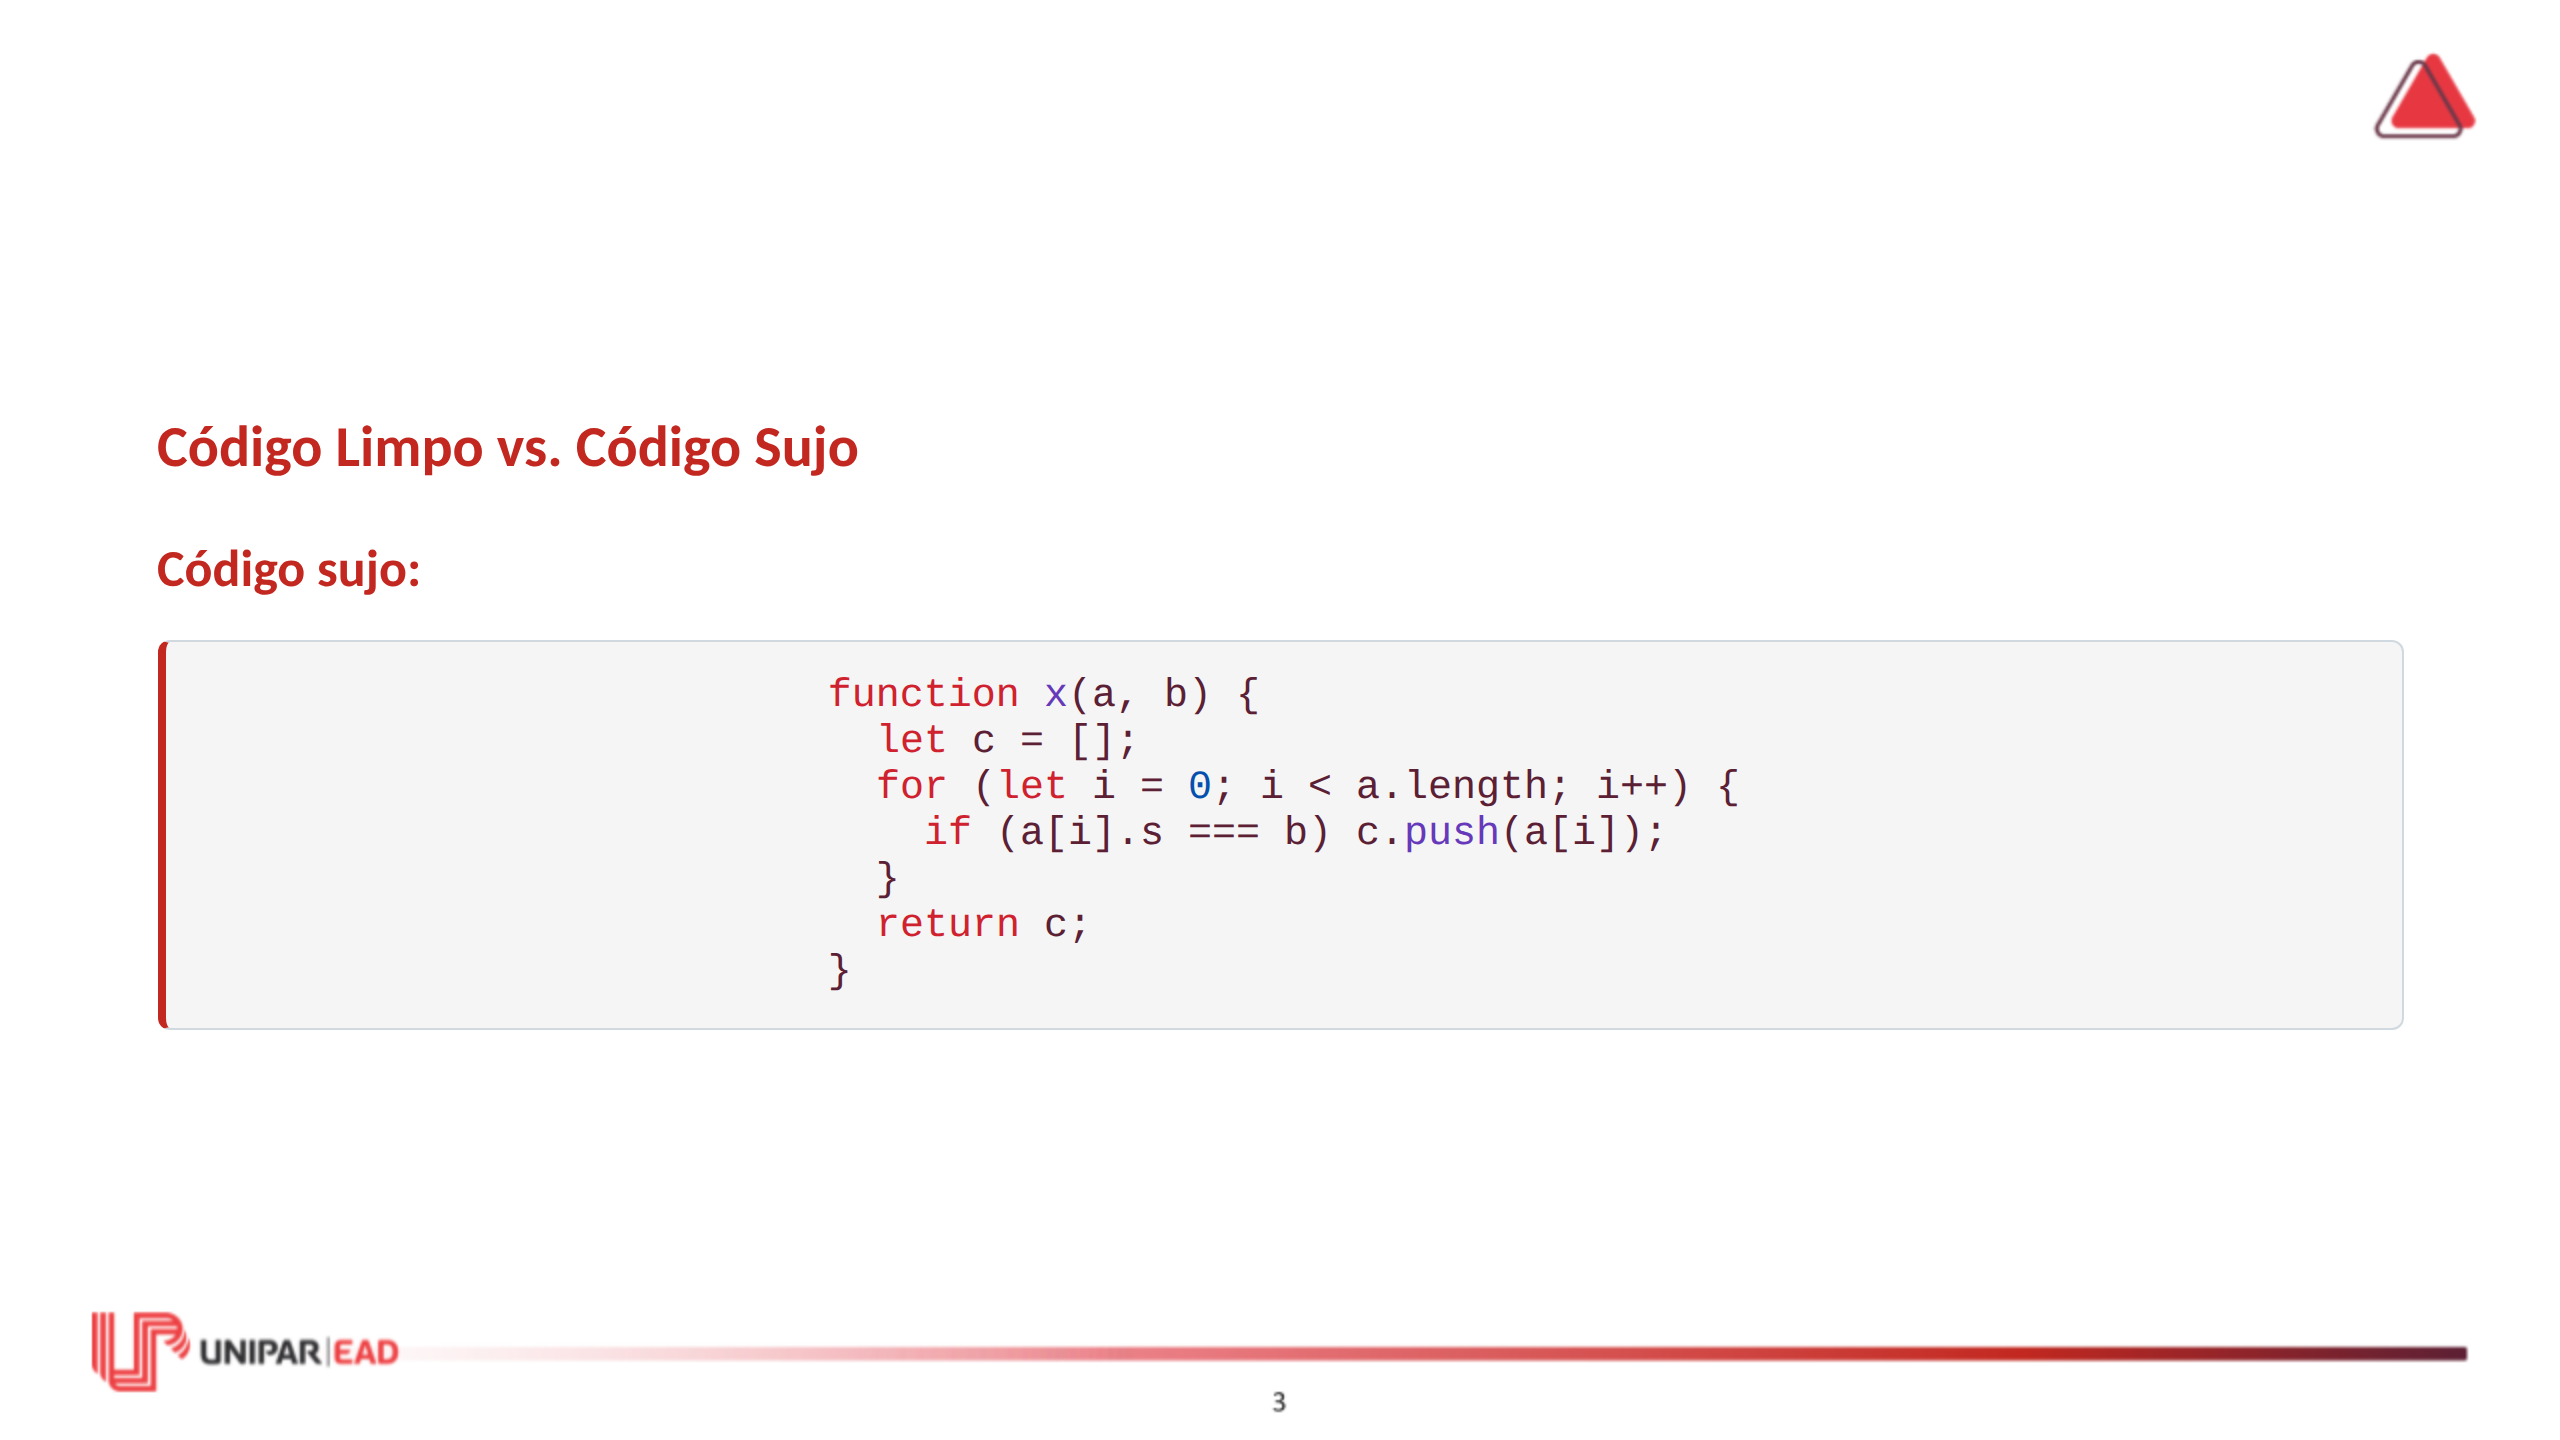 Código Limpo vs. Código Sujo
Código sujo:
function x(a, b) {
  let c = [];
  for (let i = 0; i < a.length; i++) {
    if (a[i].s === b) c.push(a[i]);
  }
  return c;
}
UNIPAR|EAD
3